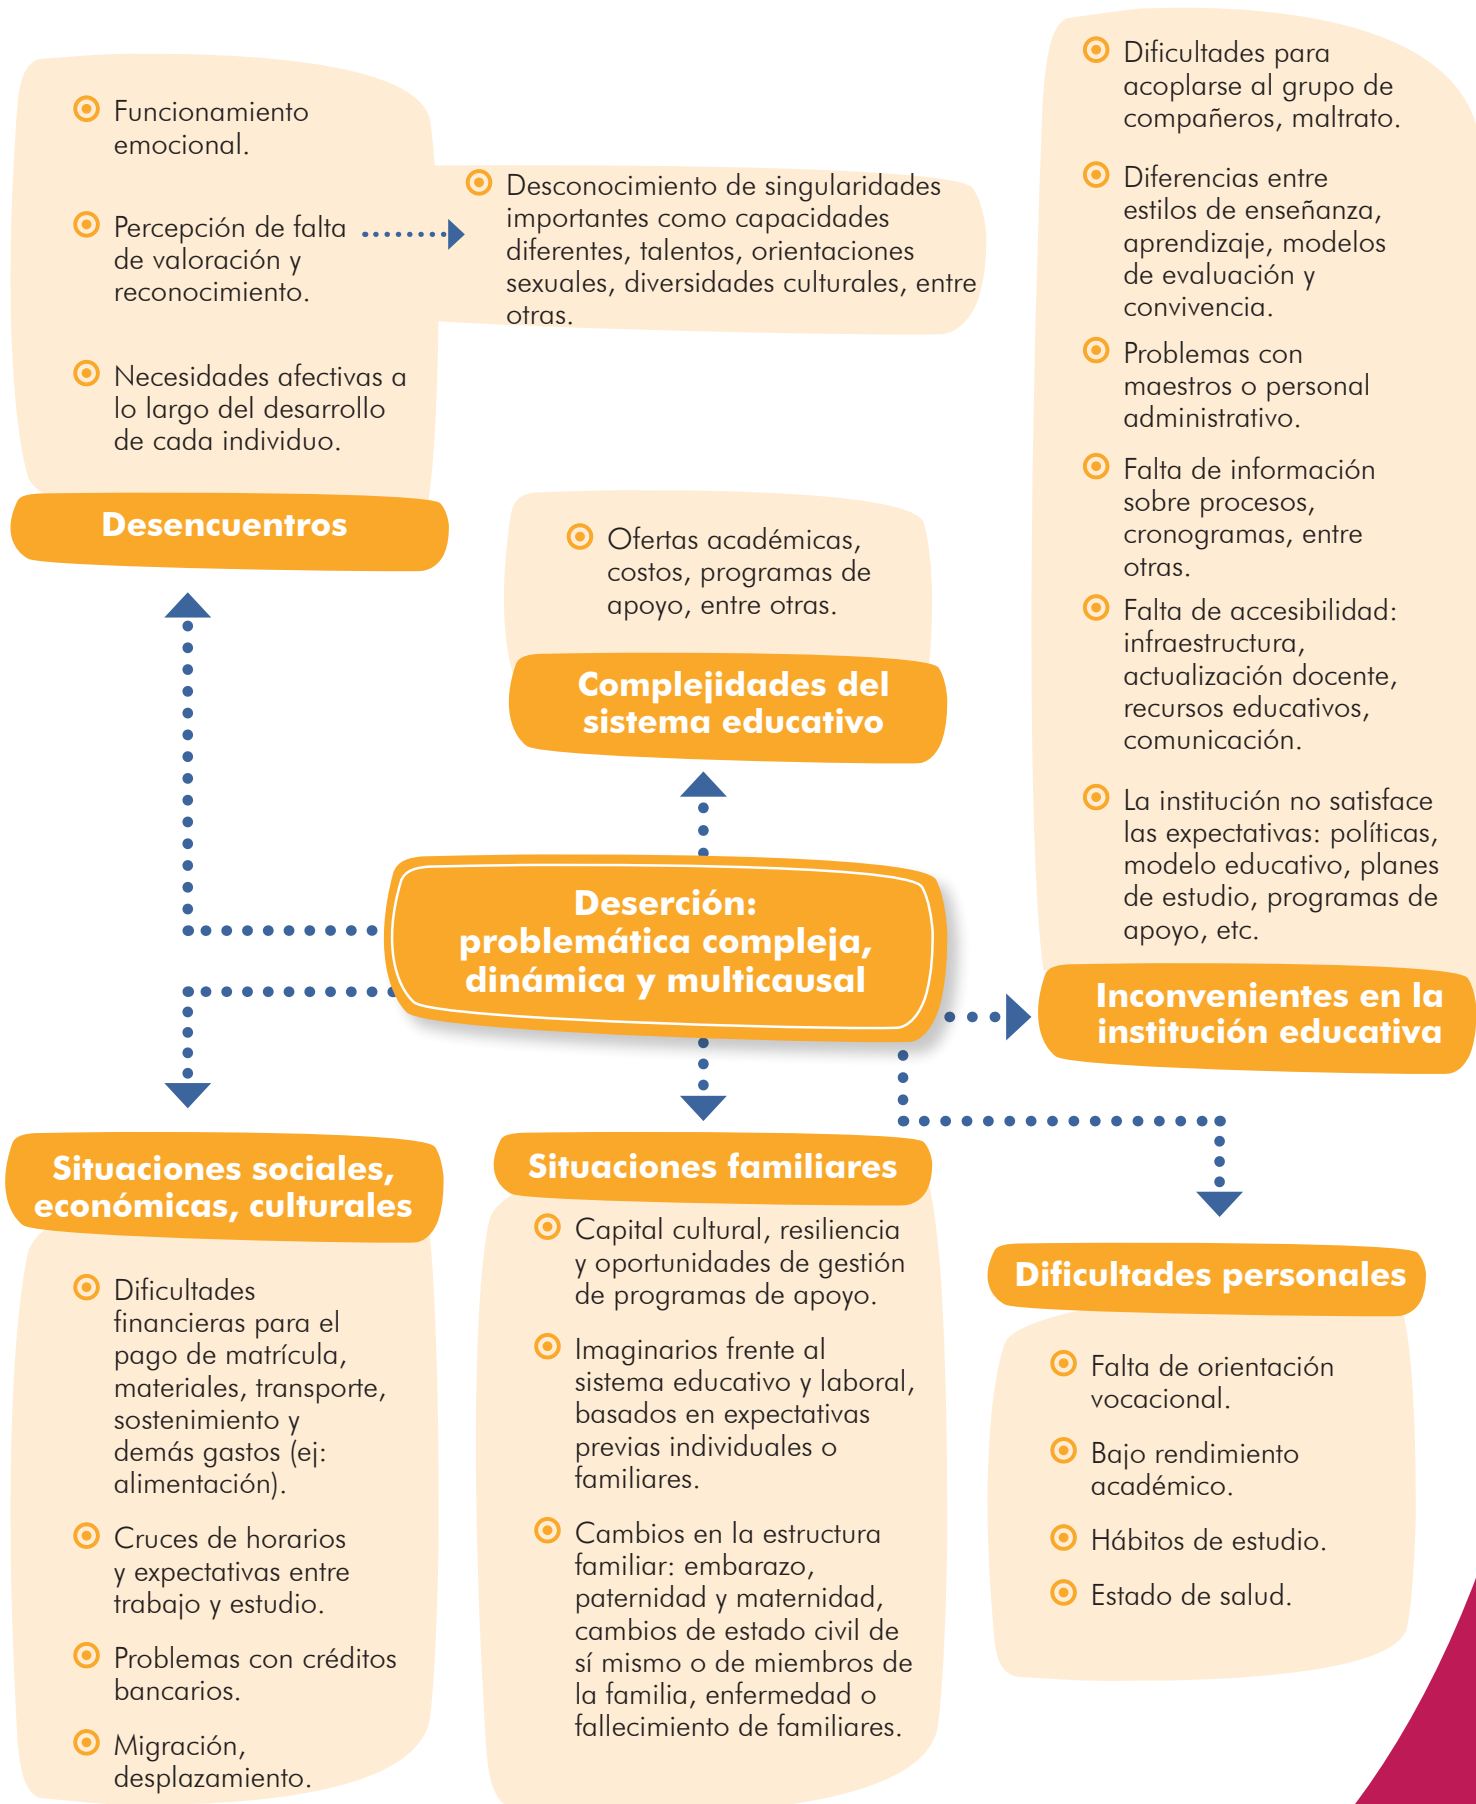 Funcionamiento
emocional.
Percepción de falta
de valoración y
reconocimiento.
Desconocimiento de singularidades
importantes como capacidades
diferentes, talentos, orientaciones
sexuales, diversidades culturales, entre
otras.
Necesidades afectivas a
lo largo del desarrollo
de cada individuo.
Desencuentros
Ofertas académicas,
costos, programas de
apoyo, entre otras.
Complejidades del
sistema educativo
Dificultades para
acoplarse al grupo de
compañeros, maltrato.
Diferencias entre
estilos de enseñanza,
aprendizaje, modelos
de evaluación y
convivencia.
Problemas con
maestros o personal
administrativo.
Falta de información
sobre procesos,
cronogramas, entre
otras.
Falta de accesibilidad:
infraestructura,
actualización docente,
recursos educativos,
comunicación.
La institución no satisface
las expectativas: políticas,
modelo educativo, planes
de estudio, programas de
apoyo, etc.
Inconvenientes en la
institución educativa
Deserción:
problemática compleja,
dinámica y multicausal
Situaciones sociales,
económicas, culturales
Dificultades
financieras para el
pago de matrícula,
materiales, transporte,
sostenimiento y
demás gastos (ej:
alimentación).
Cruces de horarios
y expectativas entre
trabajo y estudio.
Problemas con créditos
bancarios.
Migración,
desplazamiento.
Situaciones familiares
Capital cultural, resiliencia
y oportunidades de gestión
de programas de apoyo.
Imaginarios frente al
sistema educativo y laboral,
basados en expectativas
previas individuales o
familiares.
Cambios en la estructura
familiar: embarazo,
paternidad y maternidad,
cambios de estado civil de
sí mismo o de miembros de
la familia, enfermedad o
fallecimiento de familiares.
Dificultades personales
Falta de orientación
vocacional.
Bajo rendimiento
académico.
Hábitos de estudio.
Estado de salud.